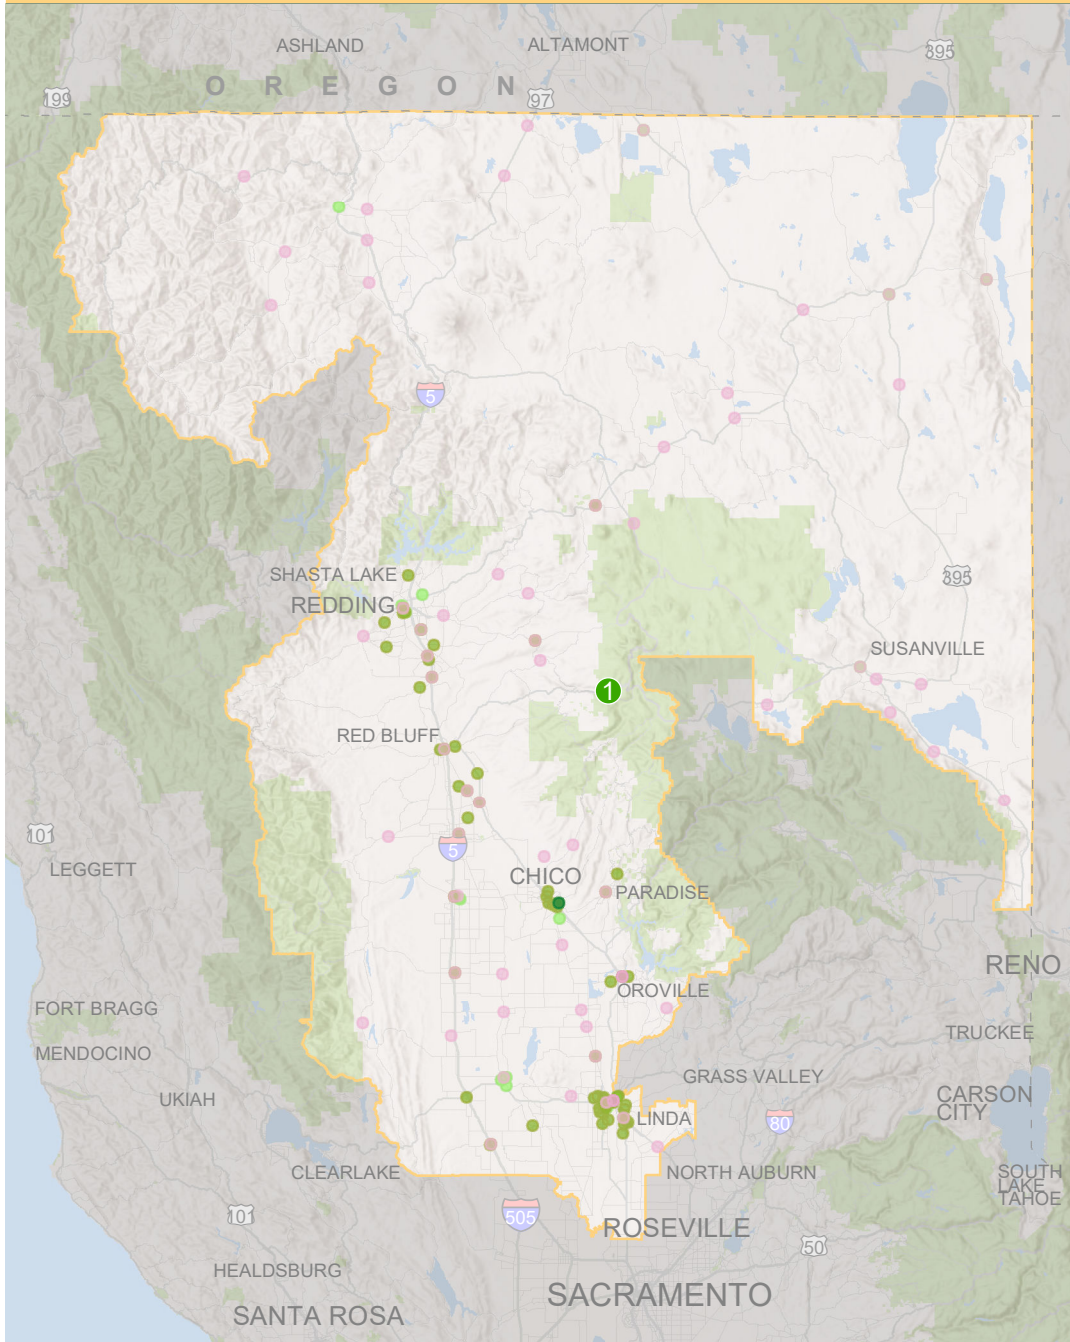 ASHLAND
ALTAMONT
395
OREGON
199
97
5
SHASTA LAKE
REDDING
395
SUSANVILLE
1
RED BLUFF
101
5
LEGGETT
CHICO
PARADISE
RENO
OROVILLE
FORT BRAGG
TRUCKEE
MENDOCINO
GRASS VALLEY
UKIAH
CARSON
CITY
LINDA
80
CLEARLAKE
NORTH AUBURN
SOUTH
LAKE
TAHOE
101
505
ROSEVILLE
50
HEALDSBURG
SACRAMENTO
SANTA ROSA